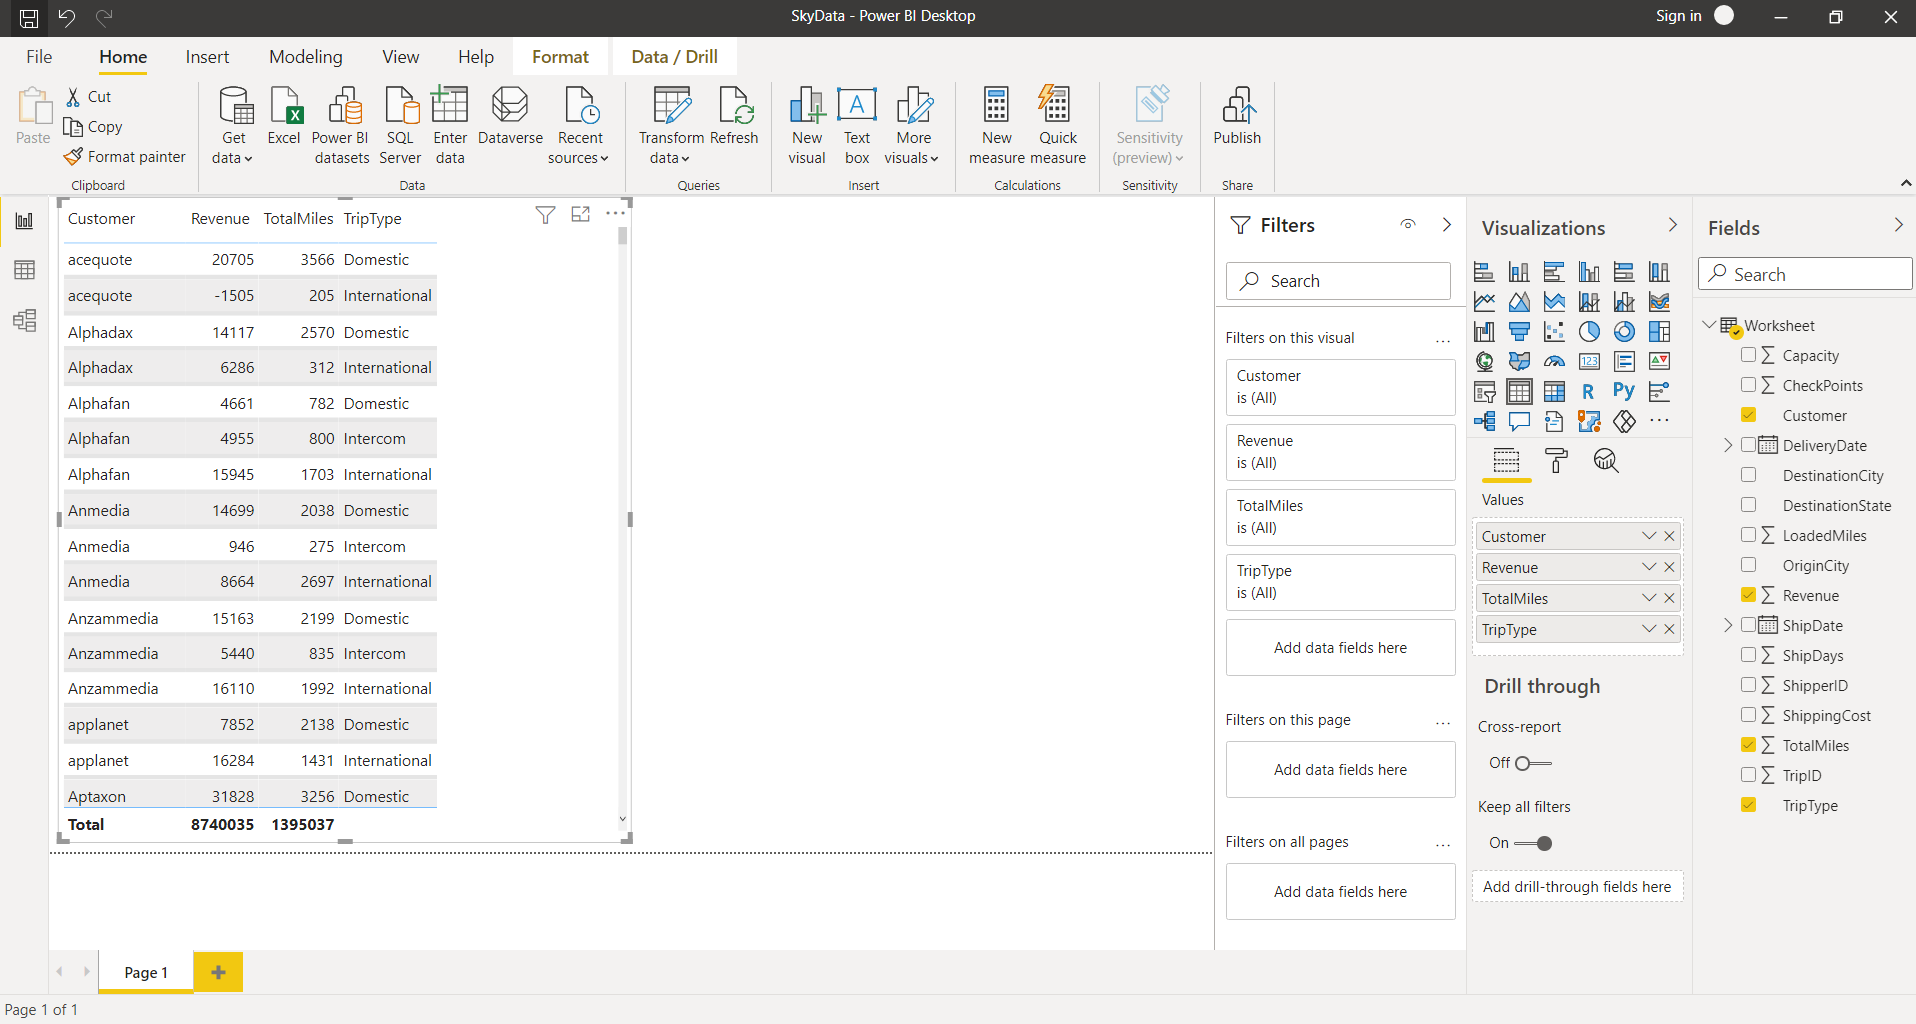 SkyData - Power BI Desktop
Sign in
File Home Insert Modeling View Help Format Data / Drill
Paste
Cut
Copy
Format painter
Clipboard
Get data
Excel
Power BI datasets
SQL Server
Enter data
Dataverse
Recent sources
Data
Transform data
Refresh
Queries
New visual
Text box
More visuals
Insert
New measure
Quick measure
Calculations
Sensitivity (preview)
Sensitivity
Publish
Share
Customer Revenue TotalMiles TripType
acequote 20705 3566 Domestic
acequote -1505 205 International
Alphadax 14117 2570 Domestic
Alphadax 6286 312 International
Alphafan 4661 782 Domestic
Alphafan 4955 800 Intercom
Alphafan 15945 1703 International
Anmedia 14699 2038 Domestic
Anmedia 946 275 Intercom
Anmedia 8664 2697 International
Anzammedia 15163 2199 Domestic
Anzammedia 5440 835 Intercom
Anzammedia 16110 1992 International
applanet 7852 2138 Domestic
applanet 16284 1431 International
Aptaxon 31828 3256 Domestic
Total 8740035 1395037
Filters
Search
Filters on this visual ...
Customer
is (All)
Revenue
is (All)
TotalMiles
is (All)
TripType
is (All)
Add data fields here
Filters on this page ...
Add data fields here
Filters on all pages ...
Add data fields here
Visualizations
123
R
Py
...
Values
Customer
Revenue
TotalMiles
TripType
Drill through
Cross-report
Off
Keep all filters
On
Add drill-through fields here
Fields
Search
Worksheet
Capacity
CheckPoints
Customer
DeliveryDate
DestinationCity
DestinationState
LoadedMiles
OriginCity
Revenue
ShipDate
ShipDays
ShipperID
ShippingCost
TotalMiles
TripID
TripType
Page 1
Page 1 of 1